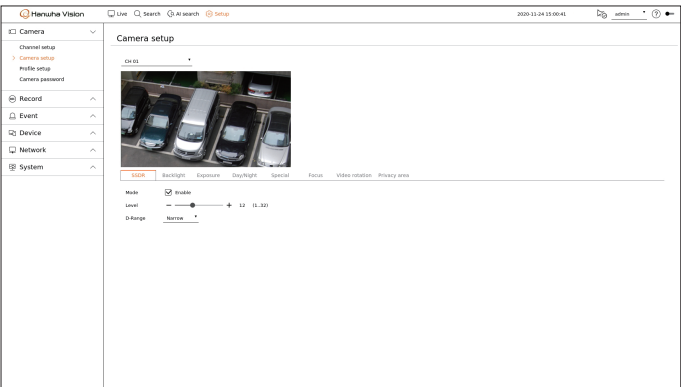 Hanwha Vision
Live Search AI search Setup 2020-11-24 15:00:41 admin ?
Camera
Channel setup
> Camera setup
Profile setup
Camera password
Record
Event
Device
Network
System
Camera setup
CH 01
SSDR Backlight Exposure Day/Night Special Focus Video rotation Privacy area
Mode Enable
Level − + 12 (1..32)
D-Range Narrow